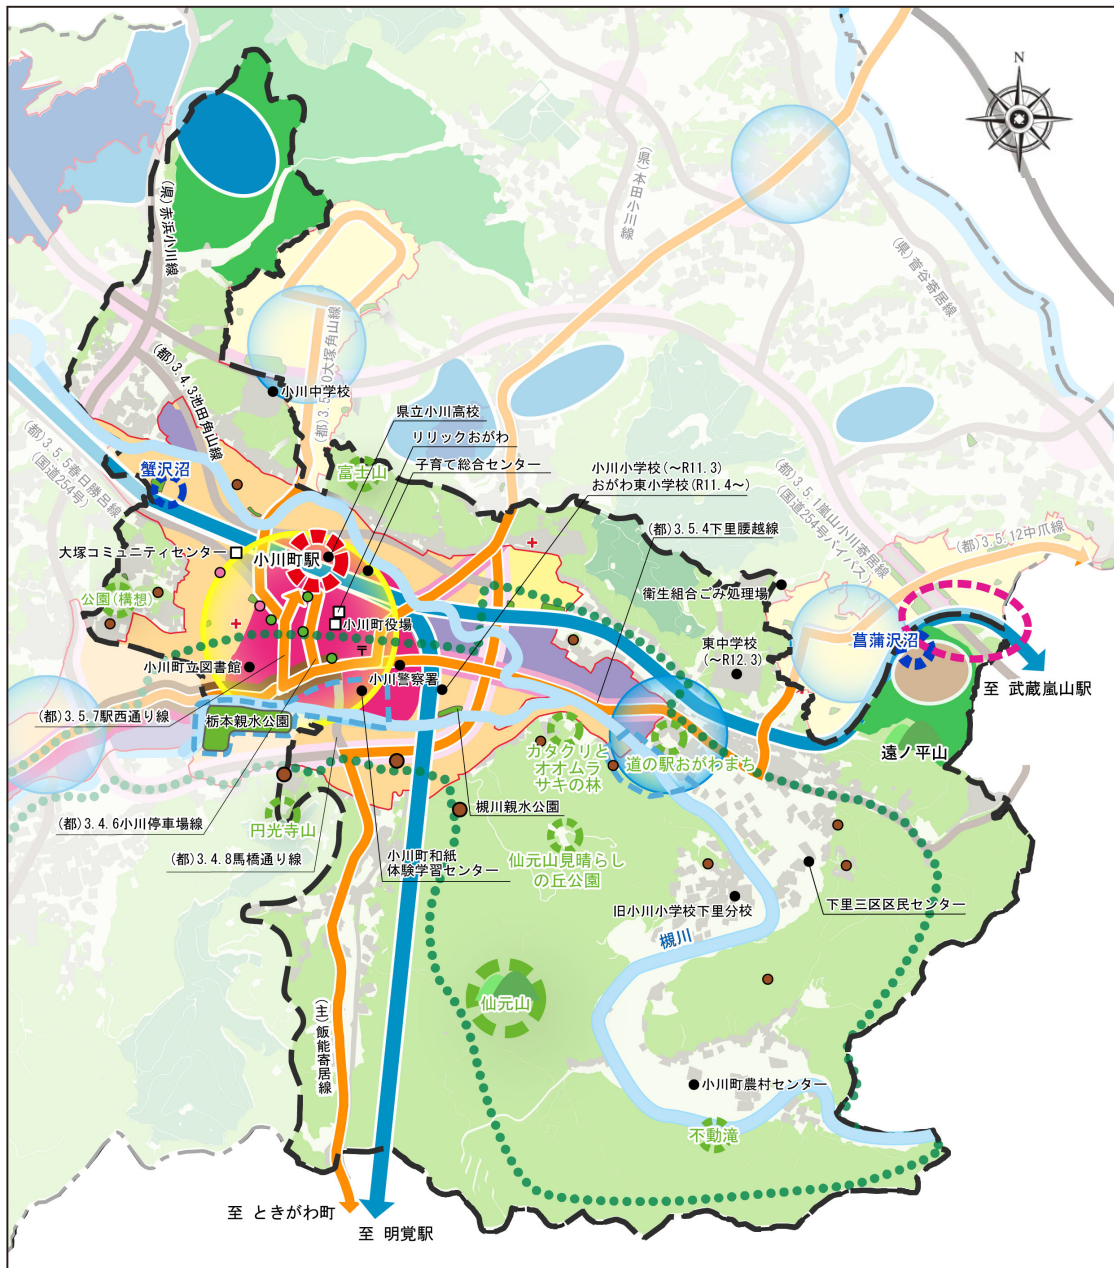 N
(県)本田小川線
(県)赤浜小川線
(県)菅谷寄居線
(都)3.5.10大塚角山線
(都)3.4.3池田角山線
小川中学校
県立小川高校
リリックおがわ
子育て総合センター
(都)3.5.5春日勝呂線
(国道254号)
蟹沢沼
富士山
小川小学校(～R11.3)
おがわ東小学校(R11.4～)
(都)3.5.1嵐山小川寄居線
(国道254号バイパス)
(都)3.5.4下里腰越線
(都)3.5.12中爪線
大塚コミュニティセンター
小川町駅
衛生組合ごみ処理場
公園(構想)
小川町役場
〒
東中学校
(～R12.3)
菖蒲沢沼
小川町立図書館
小川警察署
至 武蔵嵐山駅
(都)3.5.7駅西通り線
栃本親水公園
カタクリと
オオムラ
サキの林
道の駅おがわまち
遠ノ平山
槻川親水公園
(都)3.4.6小川停車場線
円光寺山
(都)3.4.8馬橋通り線
小川町和紙
体験学習センター
仙元山見晴らし
の丘公園
旧小川小学校下里分校
下里三区区民センター
槻川
仙元山
(主)飯能寄居線
小川町農村センター
不動滝
至 ときがわ町
至 明覚駅